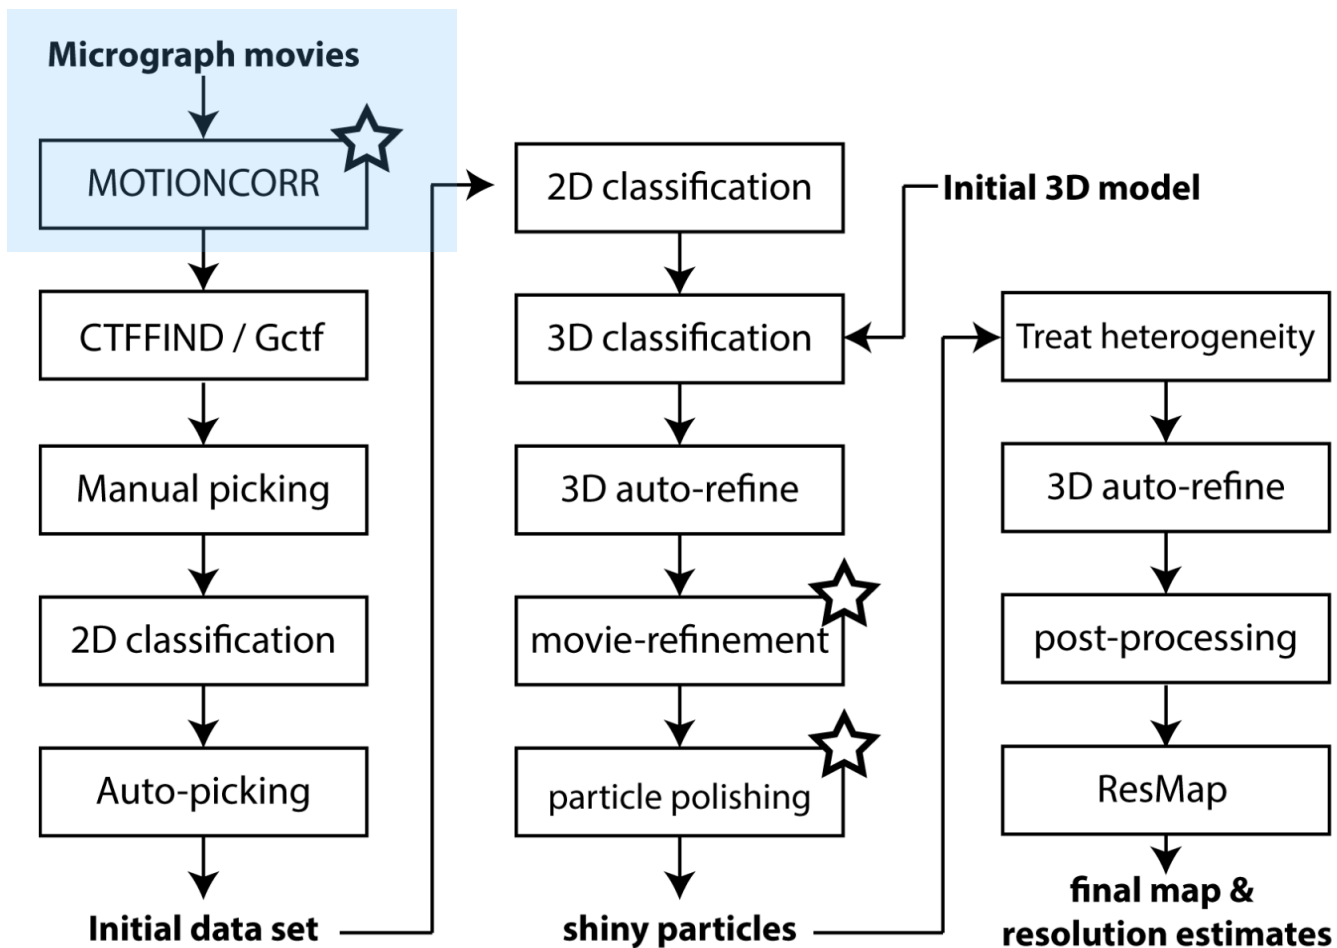 Micrograph movies
MOTIONCORR
CTFFIND / Gctf
Manual picking
2D classification
Auto-picking
Initial data set
2D classification
Initial 3D model
3D classification
3D auto-refine
movie-refinement
particle polishing
shiny particles
Treat heterogeneity
3D auto-refine
post-processing
ResMap
final map &
resolution estimates